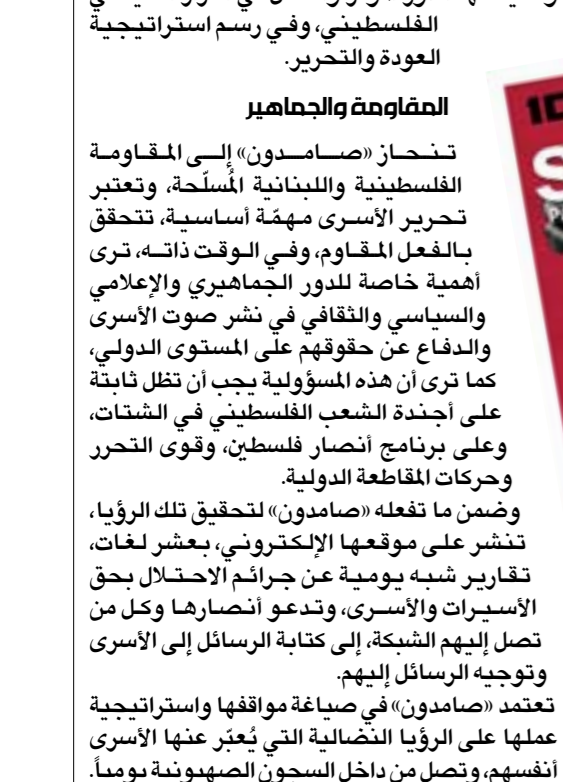 الفلسطيني، وفي رسم استراتيجية
العودة والتحرير.
المقاومة والجماهير
تنحاز «صامدون» إلى المقاومة
الفلسطينية واللبنانية المُسلّحة، وتعتبر
تحرير الأسرى مهمّة أساسية، تتحقق
بالفعل المقاوم، وفي الوقت ذاته، ترى
أهمية خاصة للدور الجماهيري والإعلامي
والسياسي والثقافي في نشر صوت الأسرى
والدفاع عن حقوقهم على المستوى الدولي،
كما ترى أن هذه المسؤولية يجب أن تظل ثابتة
على أجندة الشعب الفلسطيني في الشتات،
وعلى برنامج أنصار فلسطين، وقوى التحرر
وحركات المقاطعة الدولية.
وضمن ما تفعله «صامدون» لتحقيق تلك الرؤيا،
تنشر على موقعها الإلكتروني، بعشر لغات،
تقارير شبه يومية عن جرائم الاحتلال بحق
الأسيرات والأسرى، وتدعو أنصارها وكل من
تصل إليهم الشبكة، إلى كتابة الرسائل إلى الأسرى
وتوجيه الرسائل إليهم.
تعتمد «صامدون» في صياغة مواقفها واستراتيجية
عملها على الرؤيا النضالية التي يُعبّر عنها الأسرى
أنفسهم، وتصل من داخل السجون الصهيونية يومياً.